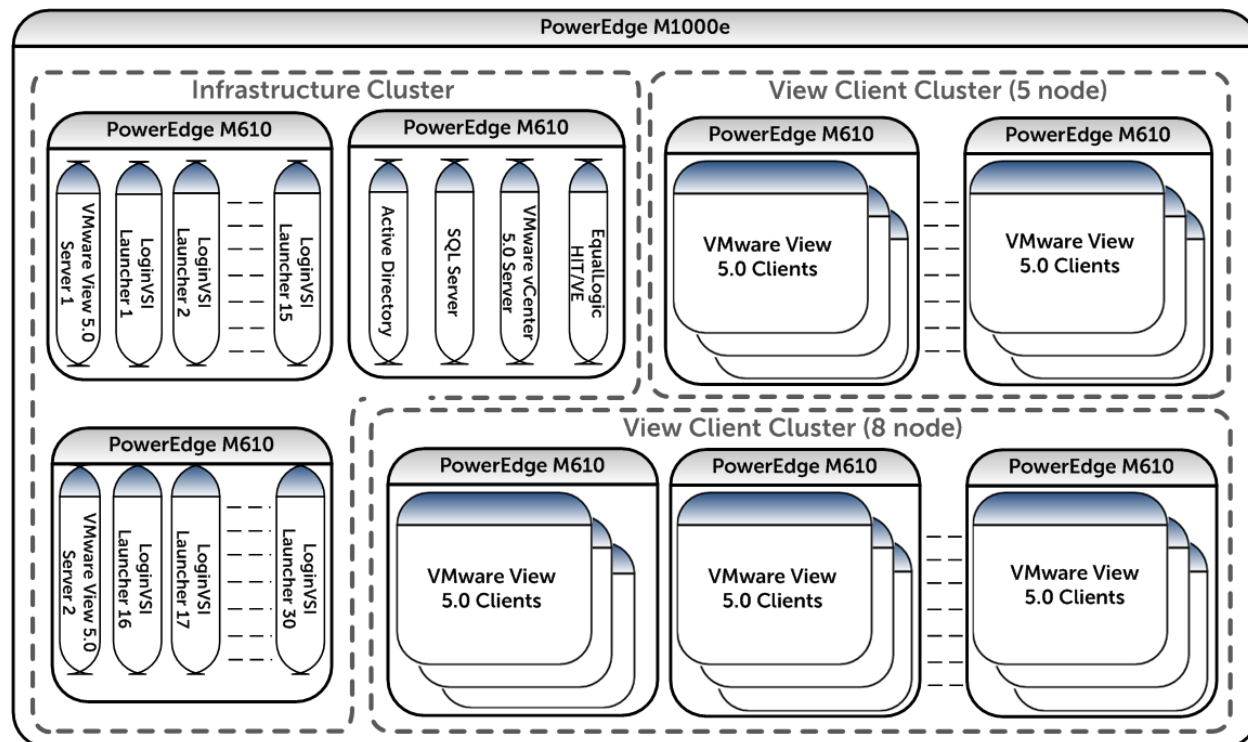 PowerEdge M1000e
Infrastructure Cluster
PowerEdge M610
VMware View 5.0
Server 1
LoginVSI
Launcher 1
LoginVSI
Launcher 2
LoginVSI
Launcher 15
PowerEdge M610
Active Directory
SQL Server
VMware vCenter
5.0 Server
EqualLogic
HIT/VE
PowerEdge M610
VMware View 5.0
Server 2
LoginVSI
Launcher 16
LoginVSI
Launcher 17
LoginVSI
Launcher 30
View Client Cluster (5 node)
PowerEdge M610
VMware View
5.0 Clients
PowerEdge M610
VMware View
5.0 Clients
View Client Cluster (8 node)
PowerEdge M610
VMware View
5.0 Clients
PowerEdge M610
VMware View
5.0 Clients
PowerEdge M610
VMware View
5.0 Clients